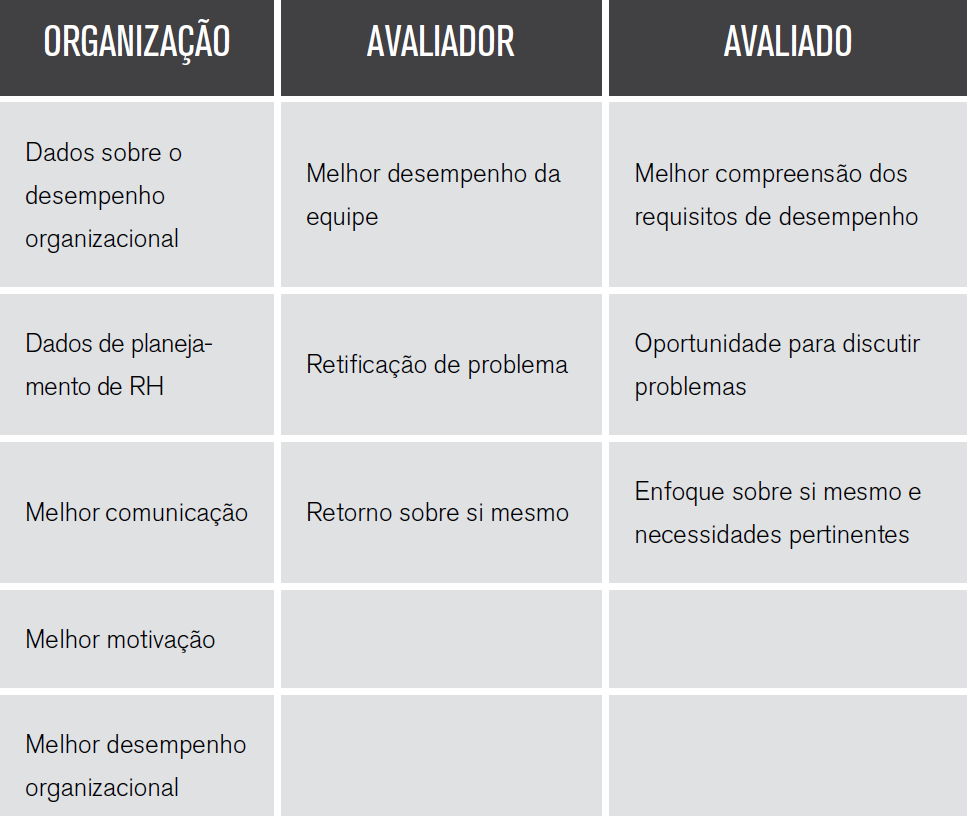 ORGANIZAÇÃO
AVALIADOR
AVALIADO
Dados sobre o
desempenho
organizacional
Melhor desempenho da
equipe
Melhor compreensão dos
requisitos de desempenho
Dados de planeja-
mento de RH
Retificação de problema
Oportunidade para discutir
problemas
Melhor comunicação
Retorno sobre si mesmo
Enfoque sobre si mesmo e
necessidades pertinentes
Melhor motivação
Melhor desempenho
organizacional